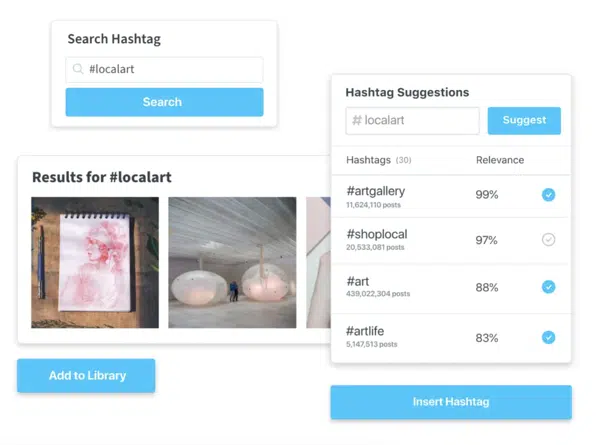 Search Hashtag
#localart
Search
Results for #localart
Add to Library
Hashtag Suggestions
# localart
Suggest
Hashtags (30) Relevance
#artgallery 99%
11,624,110 posts
#shoplocal 97%
20,533,081 posts
#art 88%
439,022,304 posts
#artlife 83%
5,147,513 posts
Insert Hashtag